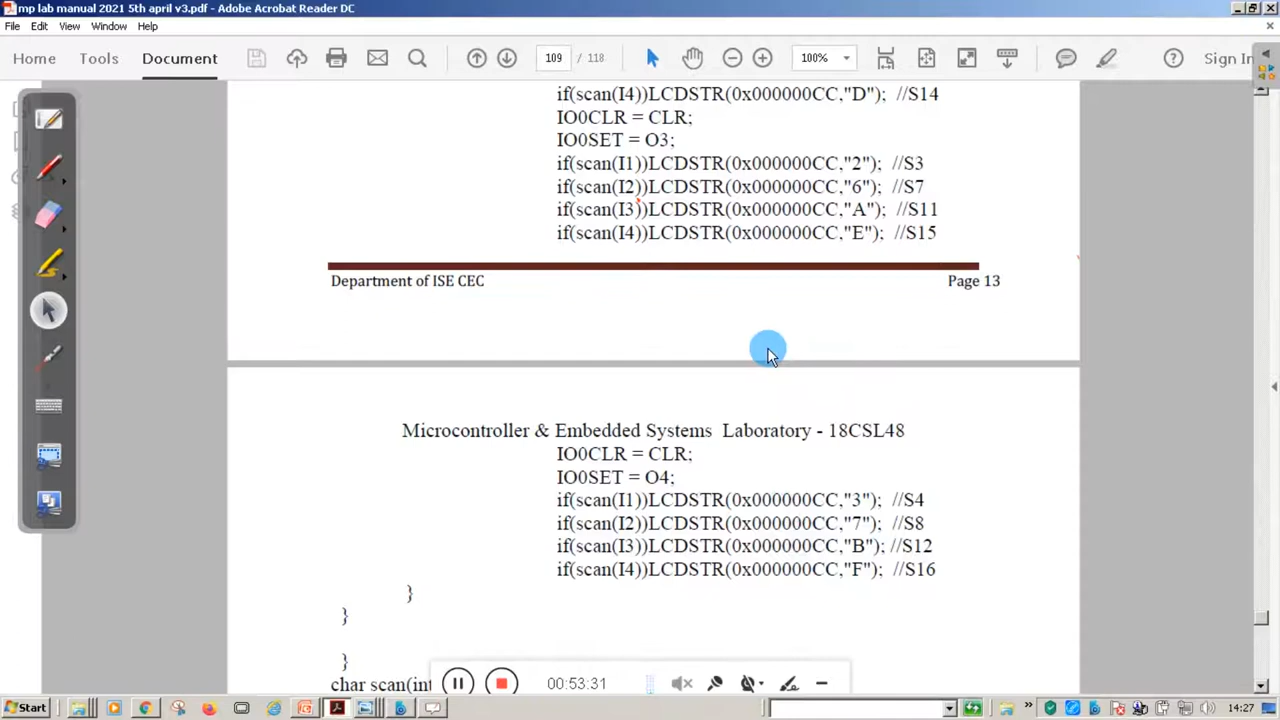 mp lab manual 2021 5th april v3.pdf - Adobe Acrobat Reader DC
File Edit View Window Help
Home Tools Document 109 / 118 100% Sign In
if(scan(I4))LCDSTR(0x000000CC,"D"); //S14
IO0CLR = CLR;
IO0SET = O3;
if(scan(I1))LCDSTR(0x000000CC,"2"); //S3
if(scan(I2))LCDSTR(0x000000CC,"6"); //S7
if(scan(I3))LCDSTR(0x000000CC,"A"); //S11
if(scan(I4))LCDSTR(0x000000CC,"E"); //S15
Department of ISE CEC Page 13
Microcontroller & Embedded Systems Laboratory - 18CSL48
IO0CLR = CLR;
IO0SET = O4;
if(scan(I1))LCDSTR(0x000000CC,"3"); //S4
if(scan(I2))LCDSTR(0x000000CC,"7"); //S8
if(scan(I3))LCDSTR(0x000000CC,"B"); //S12
if(scan(I4))LCDSTR(0x000000CC,"F"); //S16
}
}
}
char scan(int
00:53:31
Start 14:27